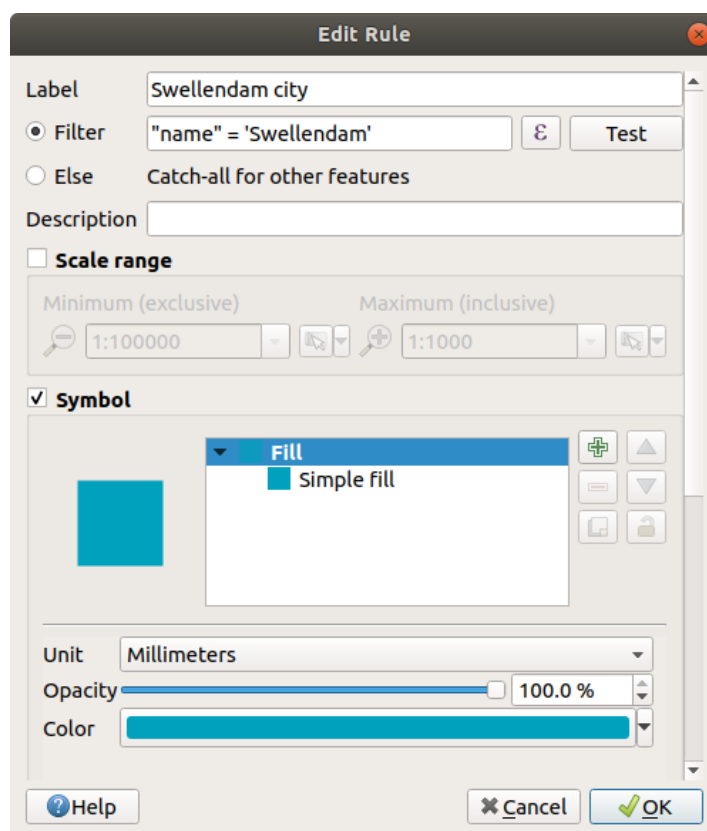 Edit Rule
Label Swellendam city
Filter "name" = 'Swellendam' ε Test
Else Catch-all for other features
Description
Scale range
Minimum (exclusive) Maximum (inclusive)
1:100000 1:1000
Symbol
Fill
Simple fill
Unit Millimeters
Opacity 100.0 %
Color
Help Cancel OK